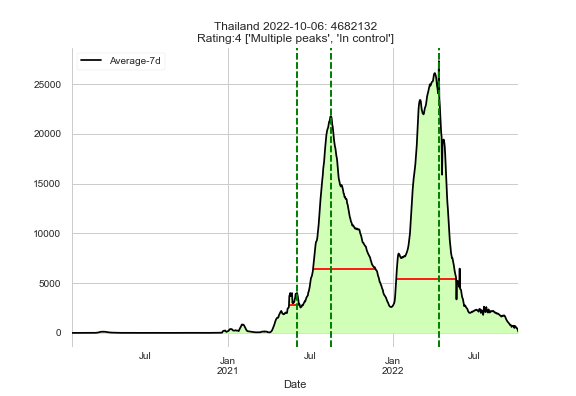 Thailand 2022-10-06: 4682132
Rating:4 ['Multiple peaks', 'In control']
Average-7d
25000
20000
15000
10000
5000
0
Jul
Jan
2021
Jul
Jan
2022
Jul
Date